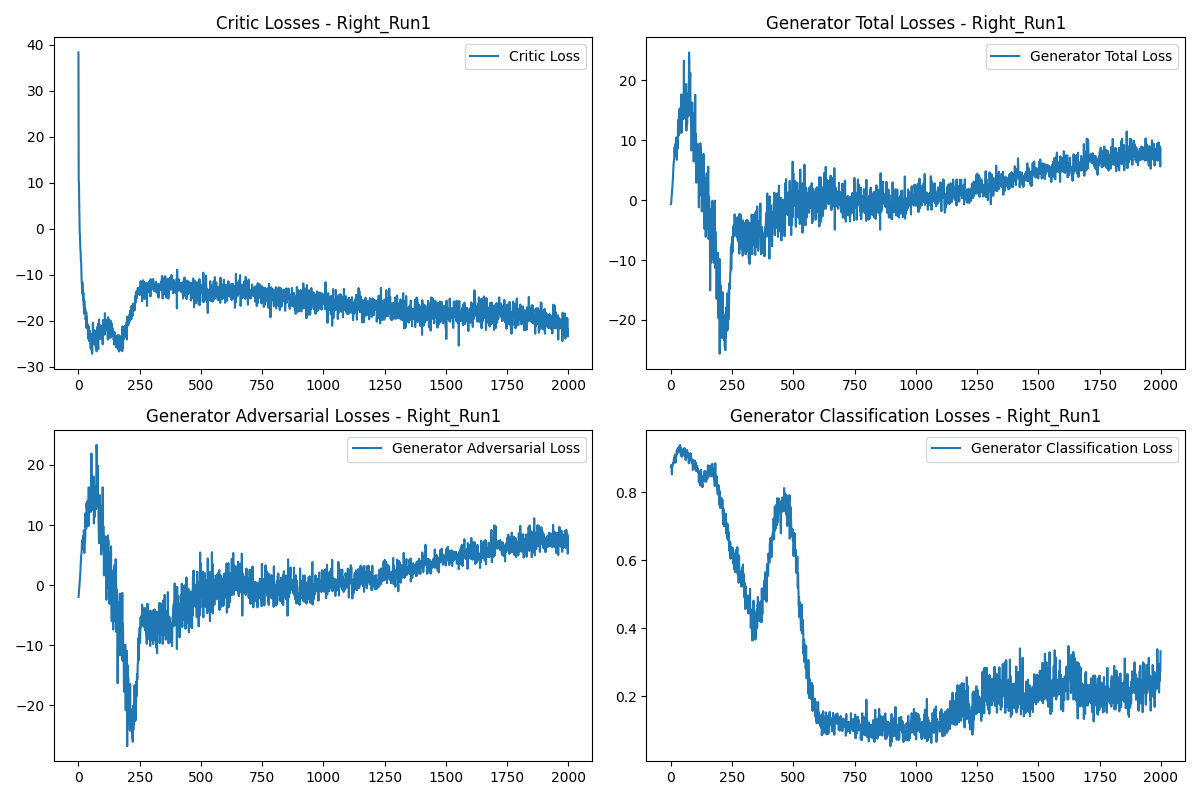 Critic Losses - Right_Run1
Critic Loss
40
30
20
10
0
−10
−20
−30
0 250 500 750 1000 1250 1500 1750 2000
Generator Total Losses - Right_Run1
Generator Total Loss
20
10
0
−10
−20
0 250 500 750 1000 1250 1500 1750 2000
Generator Adversarial Losses - Right_Run1
Generator Adversarial Loss
20
10
0
−10
−20
0 250 500 750 1000 1250 1500 1750 2000
Generator Classification Losses - Right_Run1
Generator Classification Loss
0.8
0.6
0.4
0.2
0 250 500 750 1000 1250 1500 1750 2000